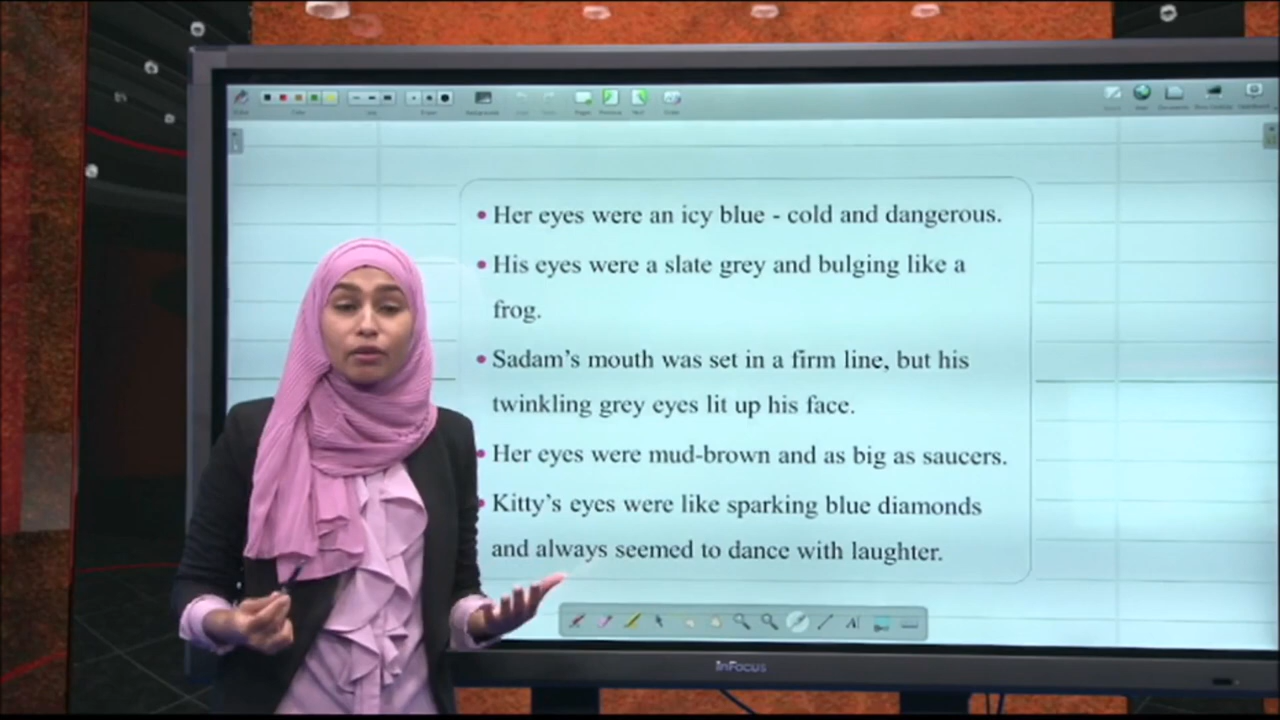 • Her eyes were an icy blue - cold and dangerous.
• His eyes were a slate grey and bulging like a
frog.
• Sadam's mouth was set in a firm line, but his
twinkling grey eyes lit up his face.
• Her eyes were mud-brown and as big as saucers.
• Kitty's eyes were like sparking blue diamonds
and always seemed to dance with laughter.
InFocus